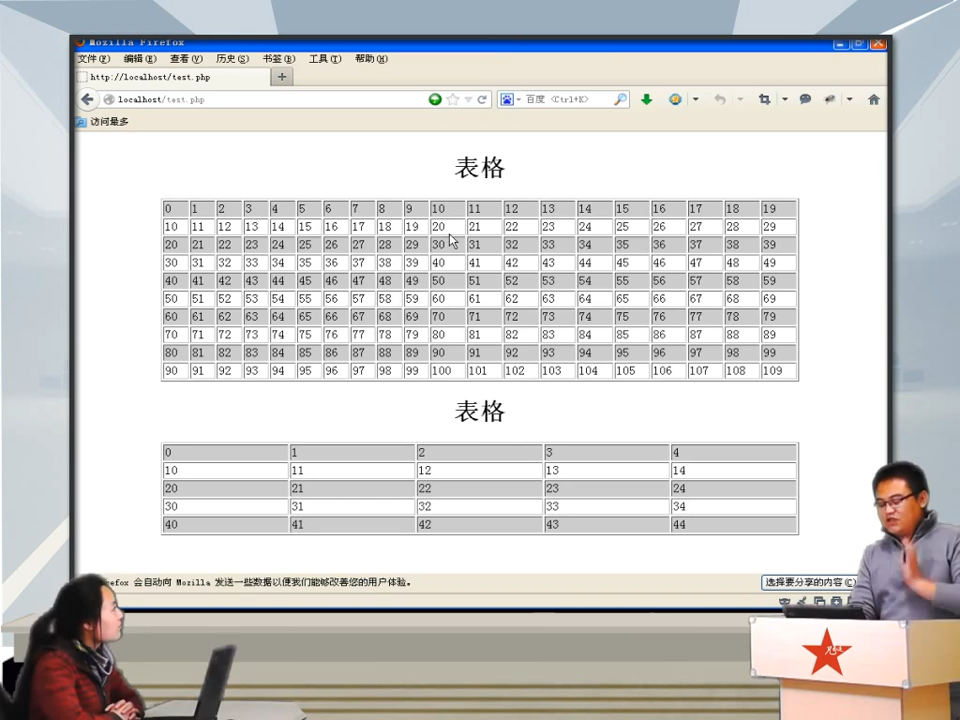 Mozilla Firefox
文件(F) 编辑(E) 查看(V) 历史(S) 书签(B) 工具(T) 帮助(H)
http://localhost/test.php
localhost/test.php 百度 <Ctrl+K>
访问最多
表格
0 1 2 3 4 5 6 7 8 9 10 11 12 13 14 15 16 17 18 19
10 11 12 13 14 15 16 17 18 19 20 21 22 23 24 25 26 27 28 29
20 21 22 23 24 25 26 27 28 29 30 31 32 33 34 35 36 37 38 39
30 31 32 33 34 35 36 37 38 39 40 41 42 43 44 45 46 47 48 49
40 41 42 43 44 45 46 47 48 49 50 51 52 53 54 55 56 57 58 59
50 51 52 53 54 55 56 57 58 59 60 61 62 63 64 65 66 67 68 69
60 61 62 63 64 65 66 67 68 69 70 71 72 73 74 75 76 77 78 79
70 71 72 73 74 75 76 77 78 79 80 81 82 83 84 85 86 87 88 89
80 81 82 83 84 85 86 87 88 89 90 91 92 93 94 95 96 97 98 99
90 91 92 93 94 95 96 97 98 99 100 101 102 103 104 105 106 107 108 109
表格
0 1 2 3 4
10 11 12 13 14
20 21 22 23 24
30 31 32 33 34
40 41 42 43 44
efox 会自动向 Mozilla 发送一些数据以便我们能够改善您的用户体验。 选择要分享的内容(C)